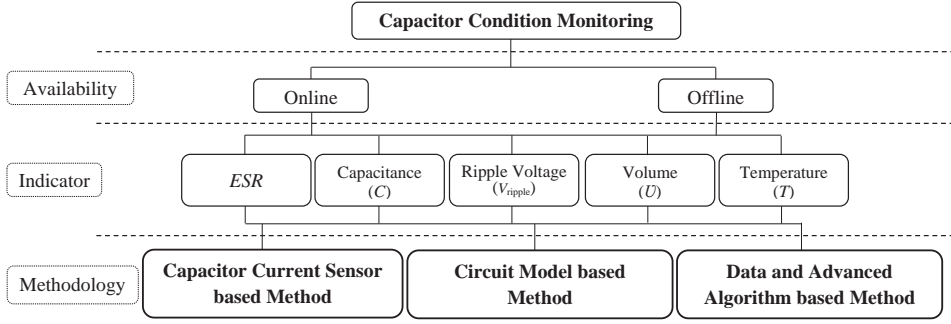 Capacitor Condition Monitoring
Availability
Online
Offline
Indicator
ESR
Capacitance
(C)
Ripple Voltage
(Vripple)
Volume
(U)
Temperature
(T)
Methodology
Capacitor Current Sensor
based Method
Circuit Model based
Method
Data and Advanced
Algorithm based Method